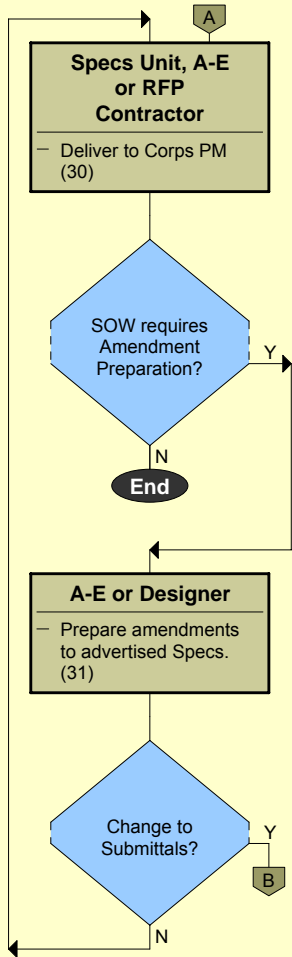 A
Specs Unit, A-E
or RFP
Contractor
– Deliver to Corps PM
(30)
SOW requires
Amendment
Preparation?
Y
N
End
A-E or Designer
– Prepare amendments
to advertised Specs.
(31)
Change to
Submittals?
Y
B
N